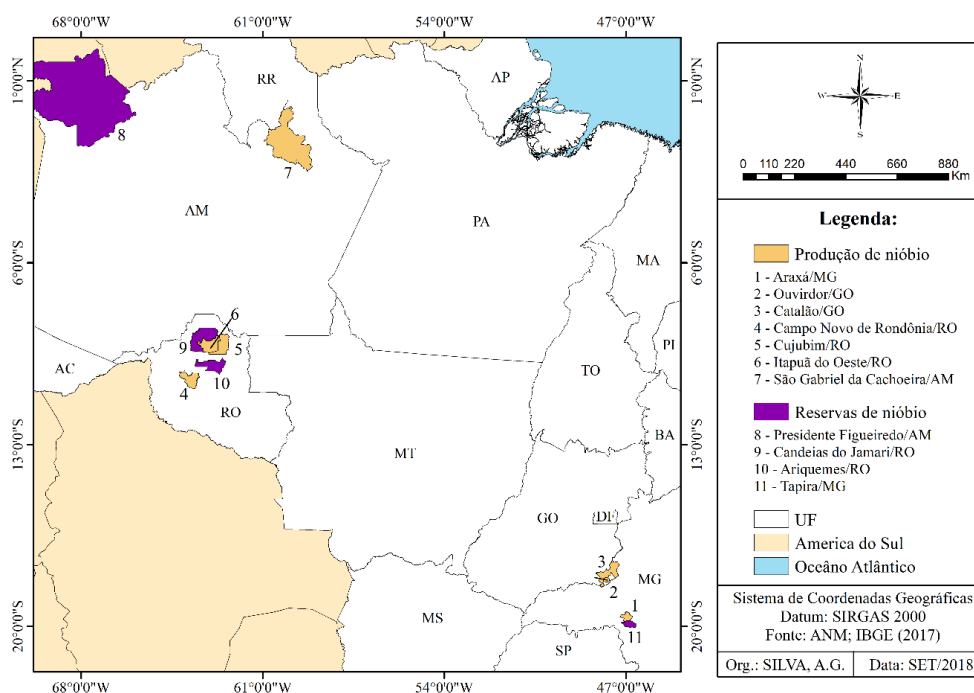 68°0'0"W 61°0'0"W 54°0'0"W 47°0'0"W
1°0'0"N
1°0'0"N
RR
AP
8
7
AM
PA
6°0'0"S
6°0'0"S
MA
6
9
5
PI
AC
10
4
TO
RO
BA
13°0'0"S
13°0'0"S
MT
GO
DF
3
MG
2
1
MS
11
20°0'0"S
20°0'0"S
SP
68°0'0"W 61°0'0"W 54°0'0"W 47°0'0"W
N
W E
S
0 110 220 440 660 880
Km
Legenda:
Produção de nióbio
1 - Araxá/MG
2 - Ouvirdor/GO
3 - Catalão/GO
4 - Campo Novo de Rondônia/RO
5 - Cujubim/RO
6 - Itapuã do Oeste/RO
7 - São Gabriel da Cachoeira/AM
Reservas de nióbio
8 - Presidente Figueiredo/AM
9 - Candeias do Jamari/RO
10 - Ariquemes/RO
11 - Tapira/MG
UF
America do Sul
Oceâno Atlântico
Sistema de Coordenadas Geográficas
Datum: SIRGAS 2000
Fonte: ANM; IBGE (2017)
Org.: SILVA, A.G. Data: SET/2018